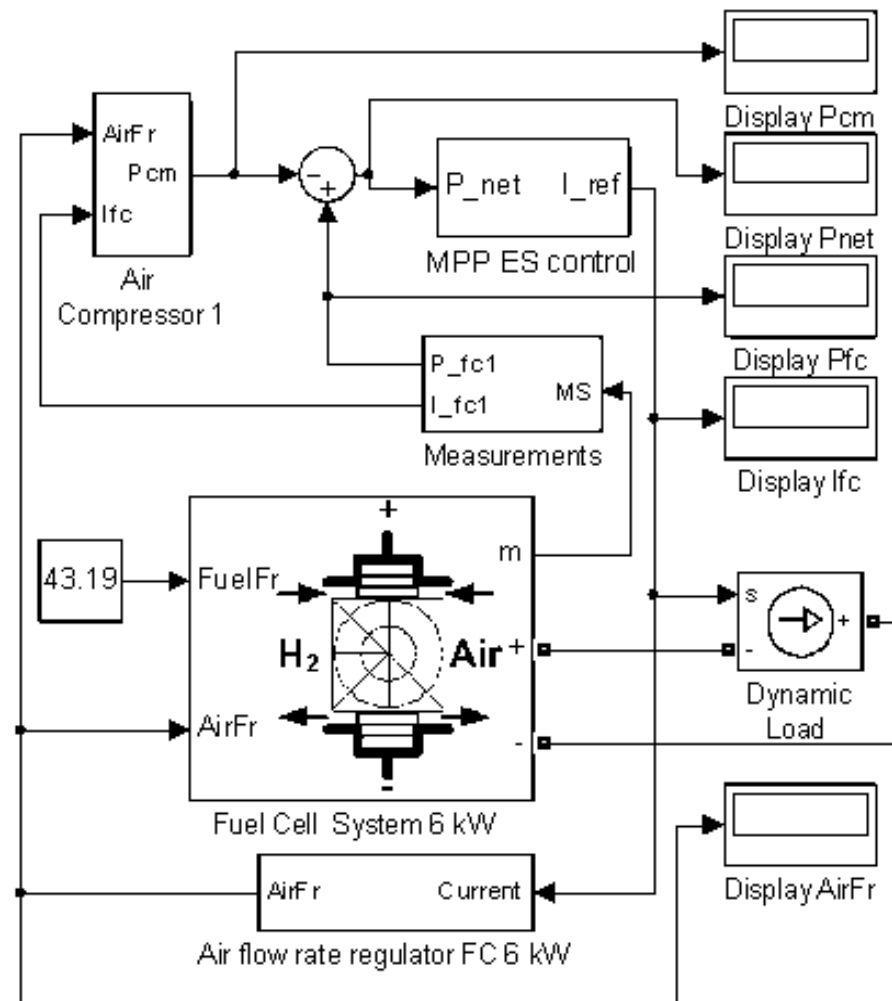 Display Pcm
AirFr
Pcm
Ifc
Air
Compressor 1
-
+
P_net
I_ref
MPP ES control
Display Pnet
Display Pfc
P_fc1
I_fc1
MS
Measurements
Display Ifc
43.19
FuelFr
+
m
H₂
Air
+
AirFr
-
-
Fuel Cell System 6 kW
s
-
+
Dynamic
Load
AirFr
Current
Air flow rate regulator FC 6 kW
Display AirFr